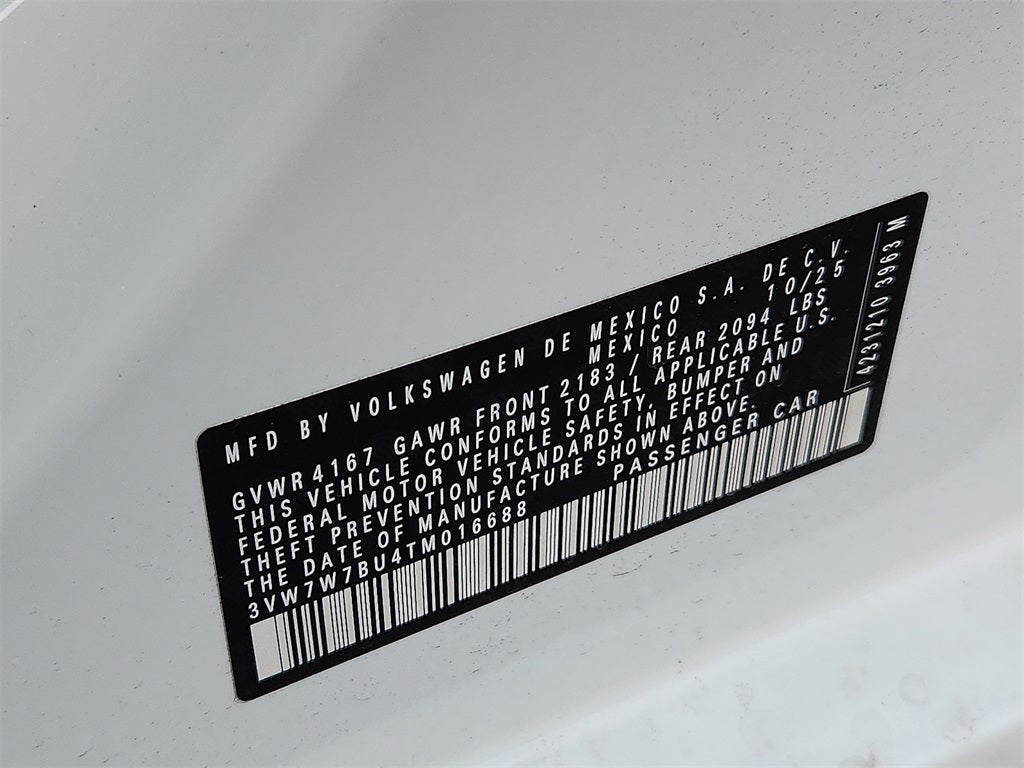 MFD BY VOLKSWAGEN DE MEXICO S.A. DE C.V.
MEXICO 10/25
GVWR 4167 GAWR FRONT 2183 / REAR 2094 LBS
THIS VEHICLE CONFORMS TO ALL APPLICABLE U.S.
FEDERAL MOTOR VEHICLE SAFETY, BUMPER AND
THEFT PREVENTION STANDARDS IN EFFECT ON
THE DATE OF MANUFACTURE SHOWN ABOVE.
3VW7W7BU4TM016688 PASSENGER CAR
4231210 3963 M